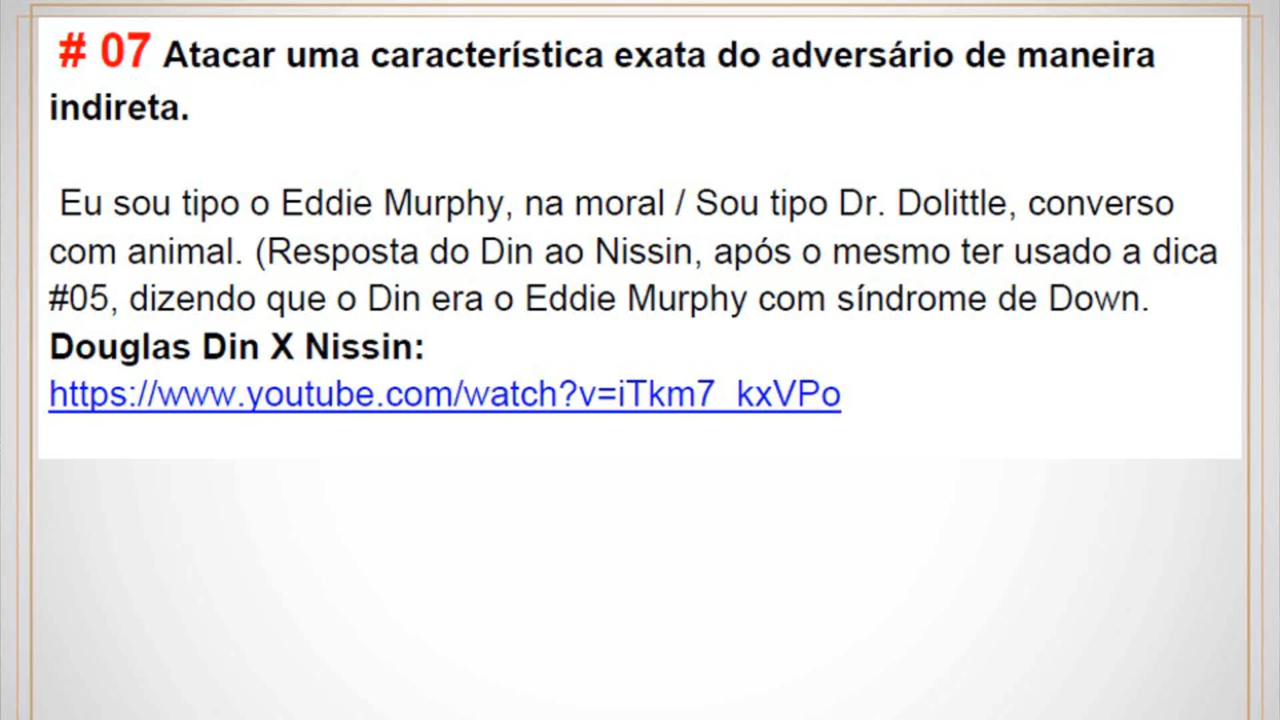 # 07 Atacar uma característica exata do adversário de maneira
indireta.
Eu sou tipo o Eddie Murphy, na moral / Sou tipo Dr. Dolittle, converso
com animal. (Resposta do Din ao Nissin, após o mesmo ter usado a dica
#05, dizendo que o Din era o Eddie Murphy com síndrome de Down.
Douglas Din X Nissin:
https://www.youtube.com/watch?v=iTkm7_kxVPo